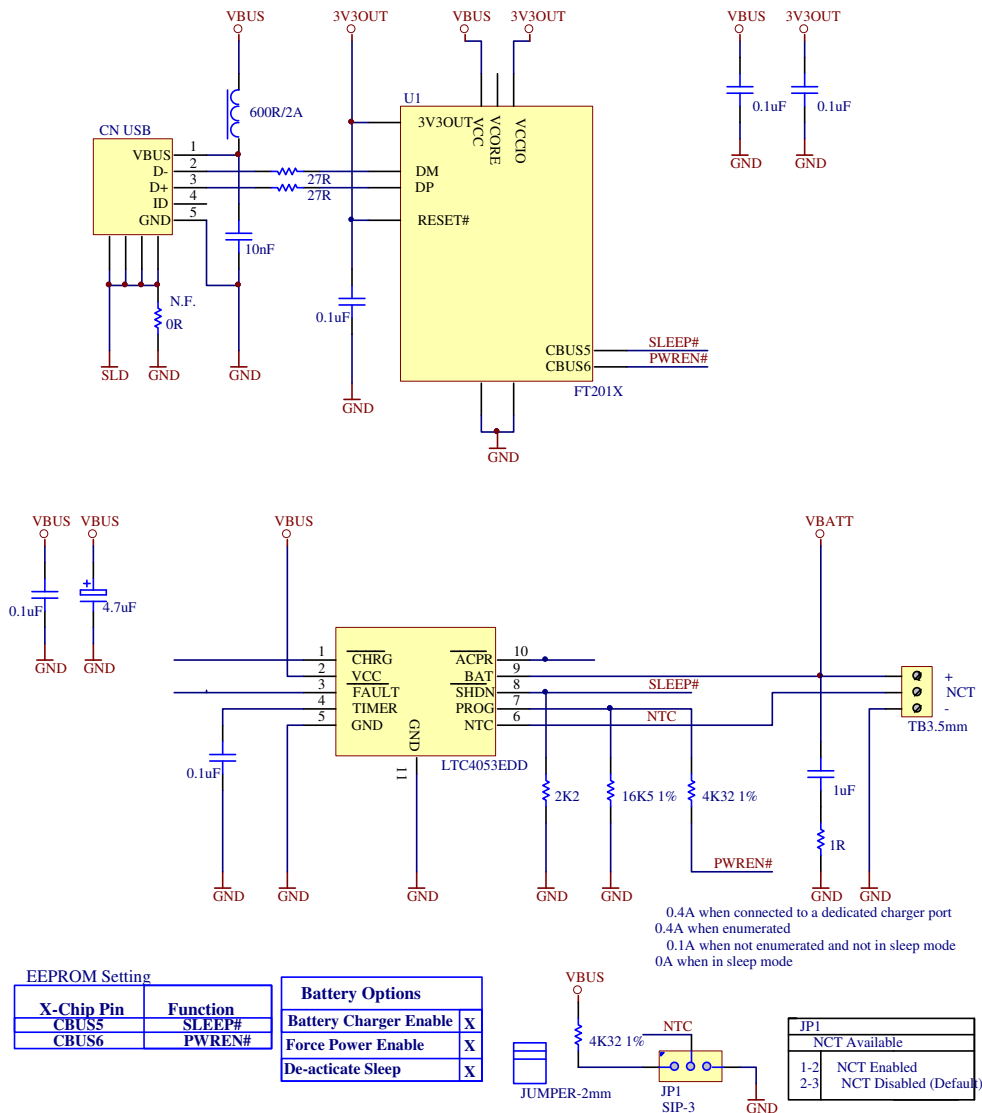 VBUS
3V3OUT
VBUS
3V3OUT
VBUS
3V3OUT
600R/2A
U1
3V3OUT
VCC
VCORE
VCCIO
0.1uF
0.1uF
GND
GND
CN USB
VBUS
1
D-
2
D+
3
ID
4
GND
5
27R
27R
DM
DP
RESET#
10nF
0.1uF
N.F.
0R
SLD
GND
GND
GND
CBUS5
SLEEP#
CBUS6
PWREN#
FT201X
GND
VBUS
VBUS
VBUS
VBATT
0.1uF
4.7uF
+
GND
GND
1
CHRG
2
VCC
3
FAULT
4
TIMER
5
GND
GND
11
ACPR
10
BAT
9
SHDN
8
PROG
7
NTC
6
SLEEP#
NTC
LTC4053EDD
+
NCT
-
TB3.5mm
0.1uF
2K2
16K5 1%
4K32 1%
1uF
1R
PWREN#
GND
GND
GND
GND
GND
GND
GND
0.4A when connected to a dedicated charger port
0.4A when enumerated
0.1A when not enumerated and not in sleep mode
0A when in sleep mode
EEPROM Setting
X-Chip Pin Function
CBUS5 SLEEP#
CBUS6 PWREN#
Battery Options
Battery Charger Enable X
Force Power Enable X
De-acticate Sleep X
JUMPER-2mm
VBUS
4K32 1%
NTC
JP1
SIP-3
GND
JP1
NCT Available
1-2 NCT Enabled
2-3 NCT Disabled (Default)